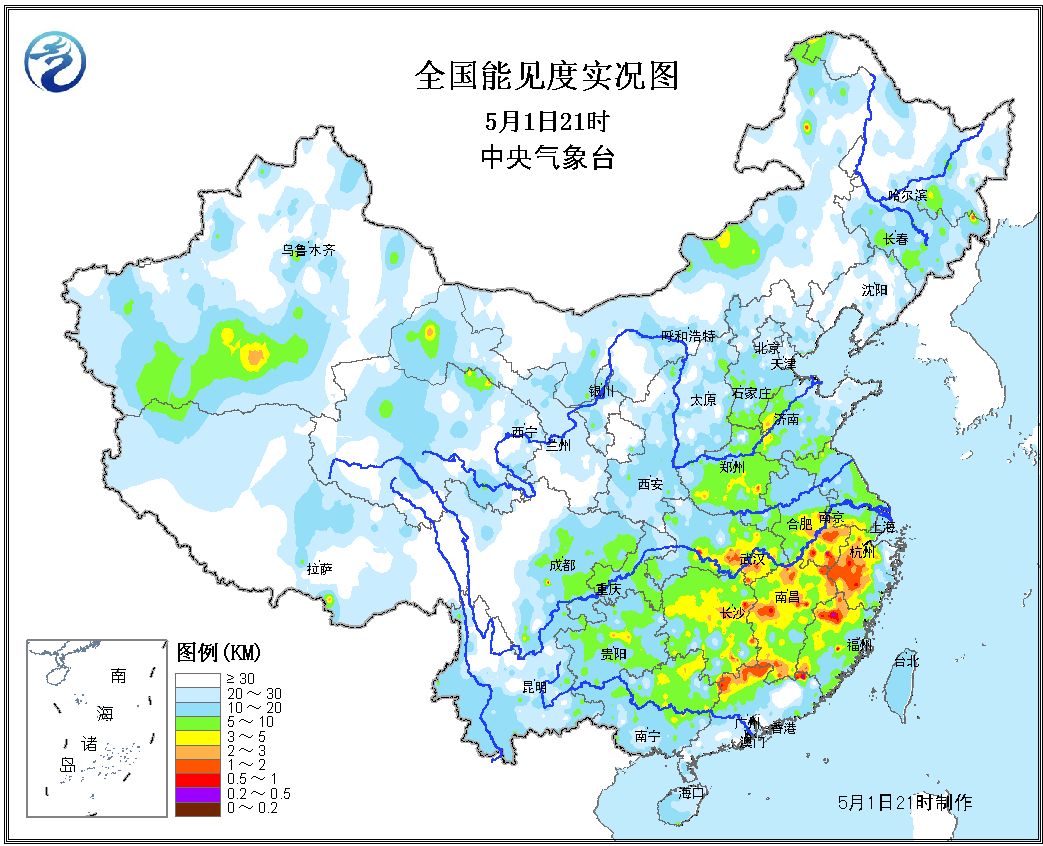 全国能见度实况图
5月1日21时
中央气象台
哈尔滨
长春
乌鲁木齐
沈阳
呼和浩特
北京
天津
银川
太原
石家庄
济南
西宁
兰州
郑州
西安
合肥
南京
上海
杭州
武汉
成都
拉萨
重庆
南昌
长沙
福州
贵阳
台北
昆明
广州
香港
澳门
南宁
海口
南
海
诸
岛
图例(KM)
≥30
20～30
10～20
5～10
3～5
2～3
1～2
0.5～1
0.2～0.5
0～0.2
5月1日21时制作